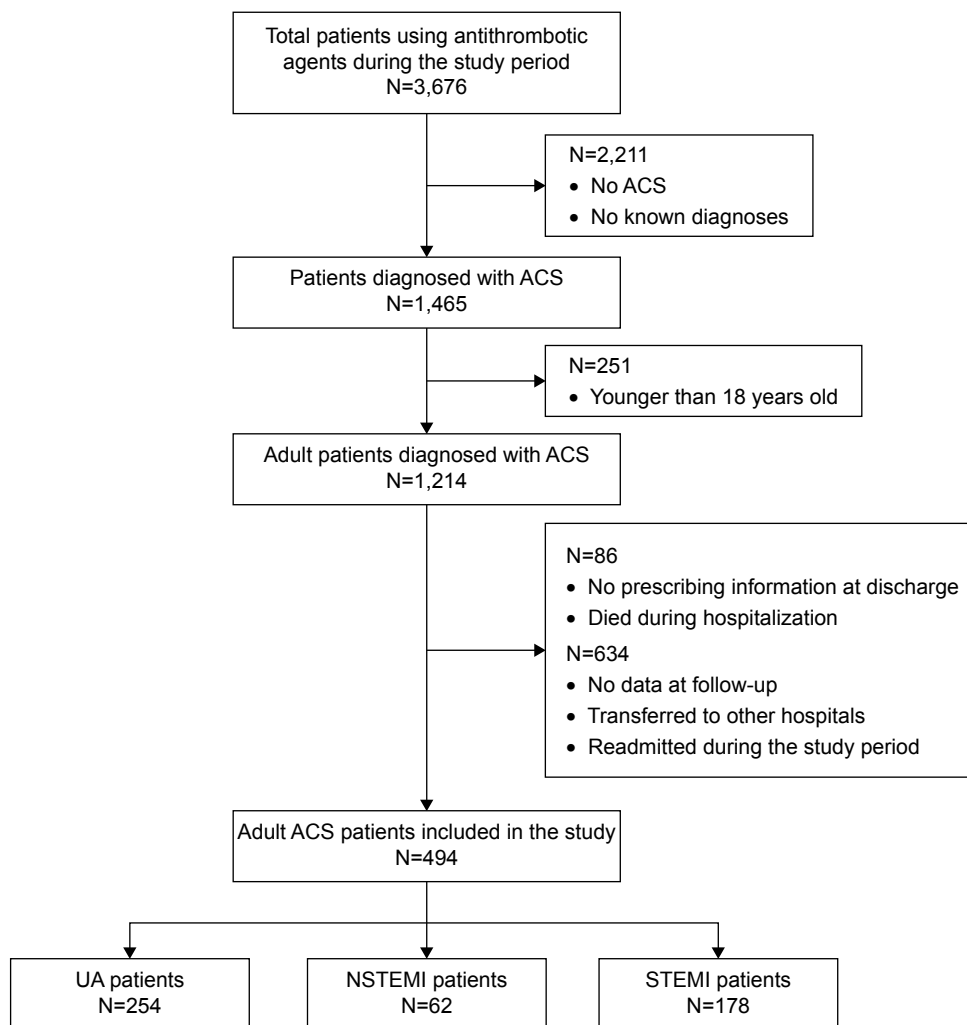 Total patients using antithrombotic
agents during the study period
N=3,676
N=2,211
• No ACS
• No known diagnoses
Patients diagnosed with ACS
N=1,465
N=251
• Younger than 18 years old
Adult patients diagnosed with ACS
N=1,214
N=86
• No prescribing information at discharge
• Died during hospitalization
N=634
• No data at follow-up
• Transferred to other hospitals
• Readmitted during the study period
Adult ACS patients included in the study
N=494
UA patients
N=254
NSTEMI patients
N=62
STEMI patients
N=178